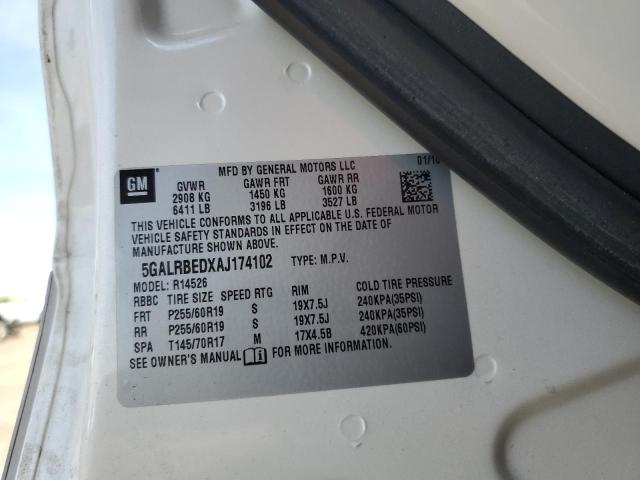 GM
MFD BY GENERAL MOTORS LLC 01/10
GVWR GAWR FRT GAWR RR
2908 KG 1450 KG 1600 KG
6411 LB 3196 LB 3527 LB
THIS VEHICLE CONFORMS TO ALL APPLICABLE U.S. FEDERAL MOTOR
VEHICLE SAFETY STANDARDS IN EFFECT ON THE DATE OF
MANUFACTURE SHOWN ABOVE.
5GALRBEDXAJ174102 TYPE: M.P.V.
MODEL: R14526
RBBC TIRE SIZE SPEED RTG RIM COLD TIRE PRESSURE
FRT P255/60R19 S 19X7.5J 240KPA(35PSI)
RR P255/60R19 S 19X7.5J 240KPA(35PSI)
SPA T145/70R17 M 17X4.5B 420KPA(60PSI)
SEE OWNER'S MANUAL FOR MORE INFORMATION.